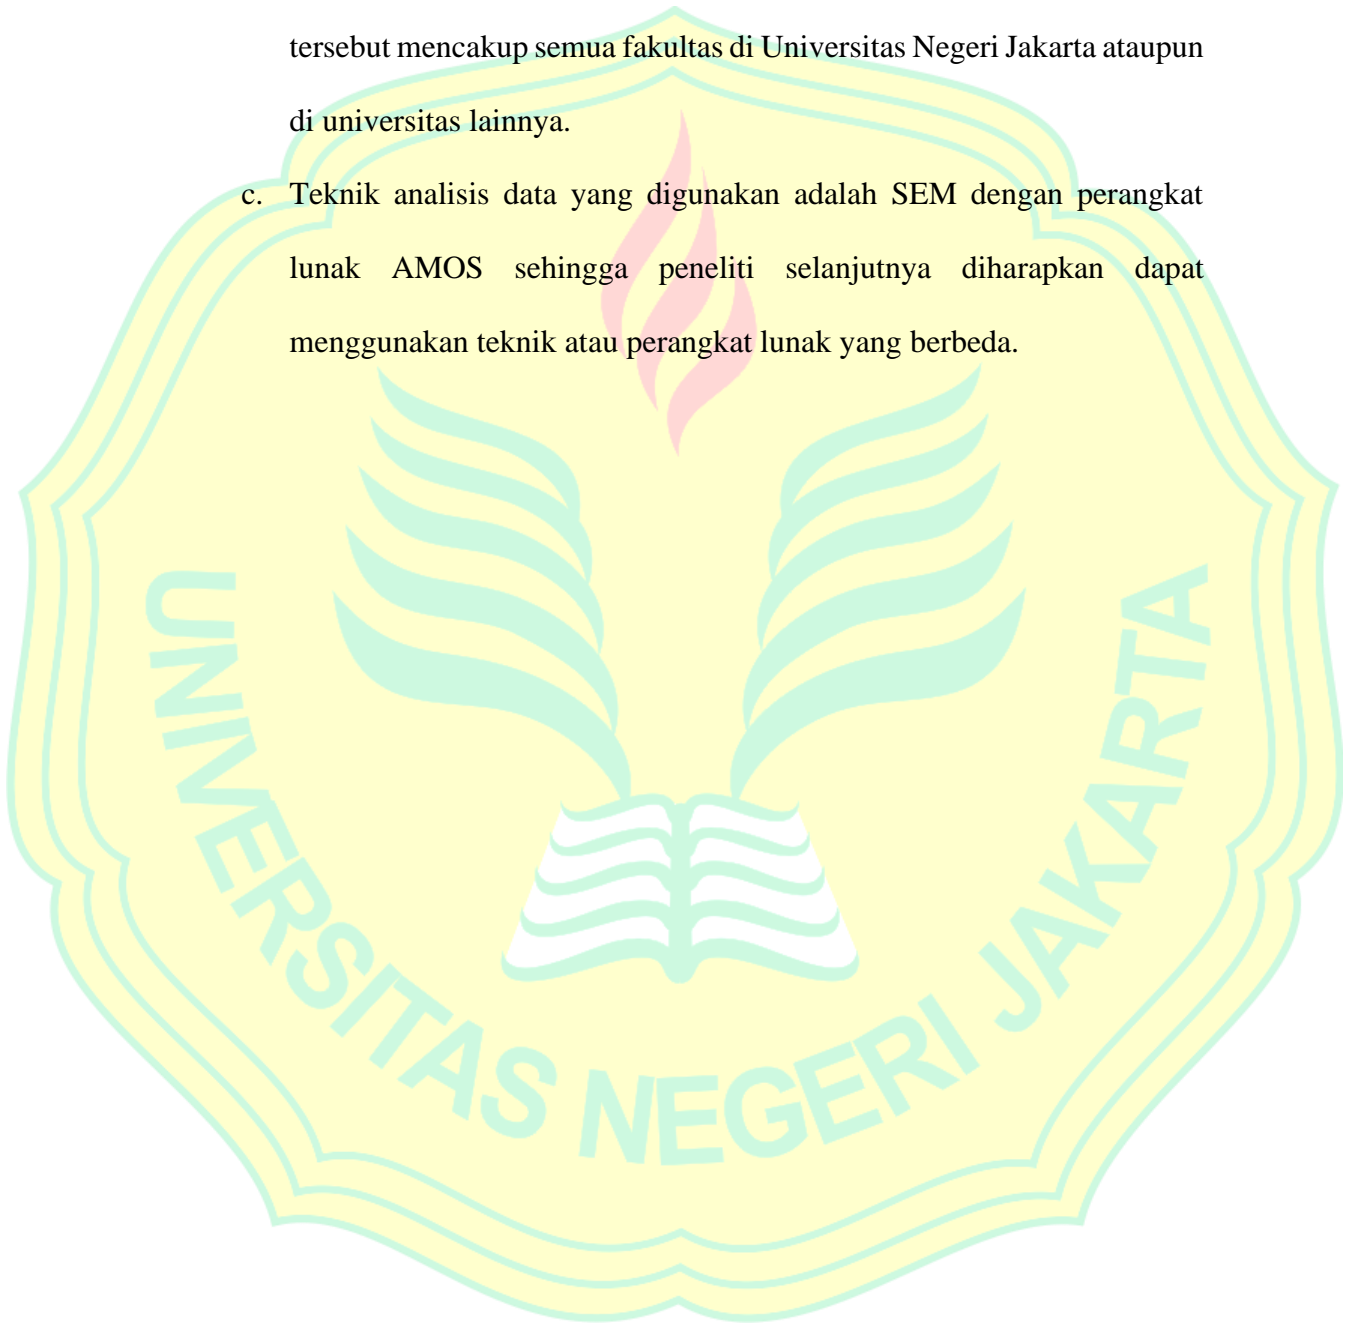 tersebut mencakup semua fakultas di Universitas Negeri Jakarta ataupun
di universitas lainnya.
c. Teknik analisis data yang digunakan adalah SEM dengan perangkat
lunak AMOS sehingga peneliti selanjutnya diharapkan dapat
menggunakan teknik atau perangkat lunak yang berbeda.
UNIVERSITAS NEGERI JAKARTA